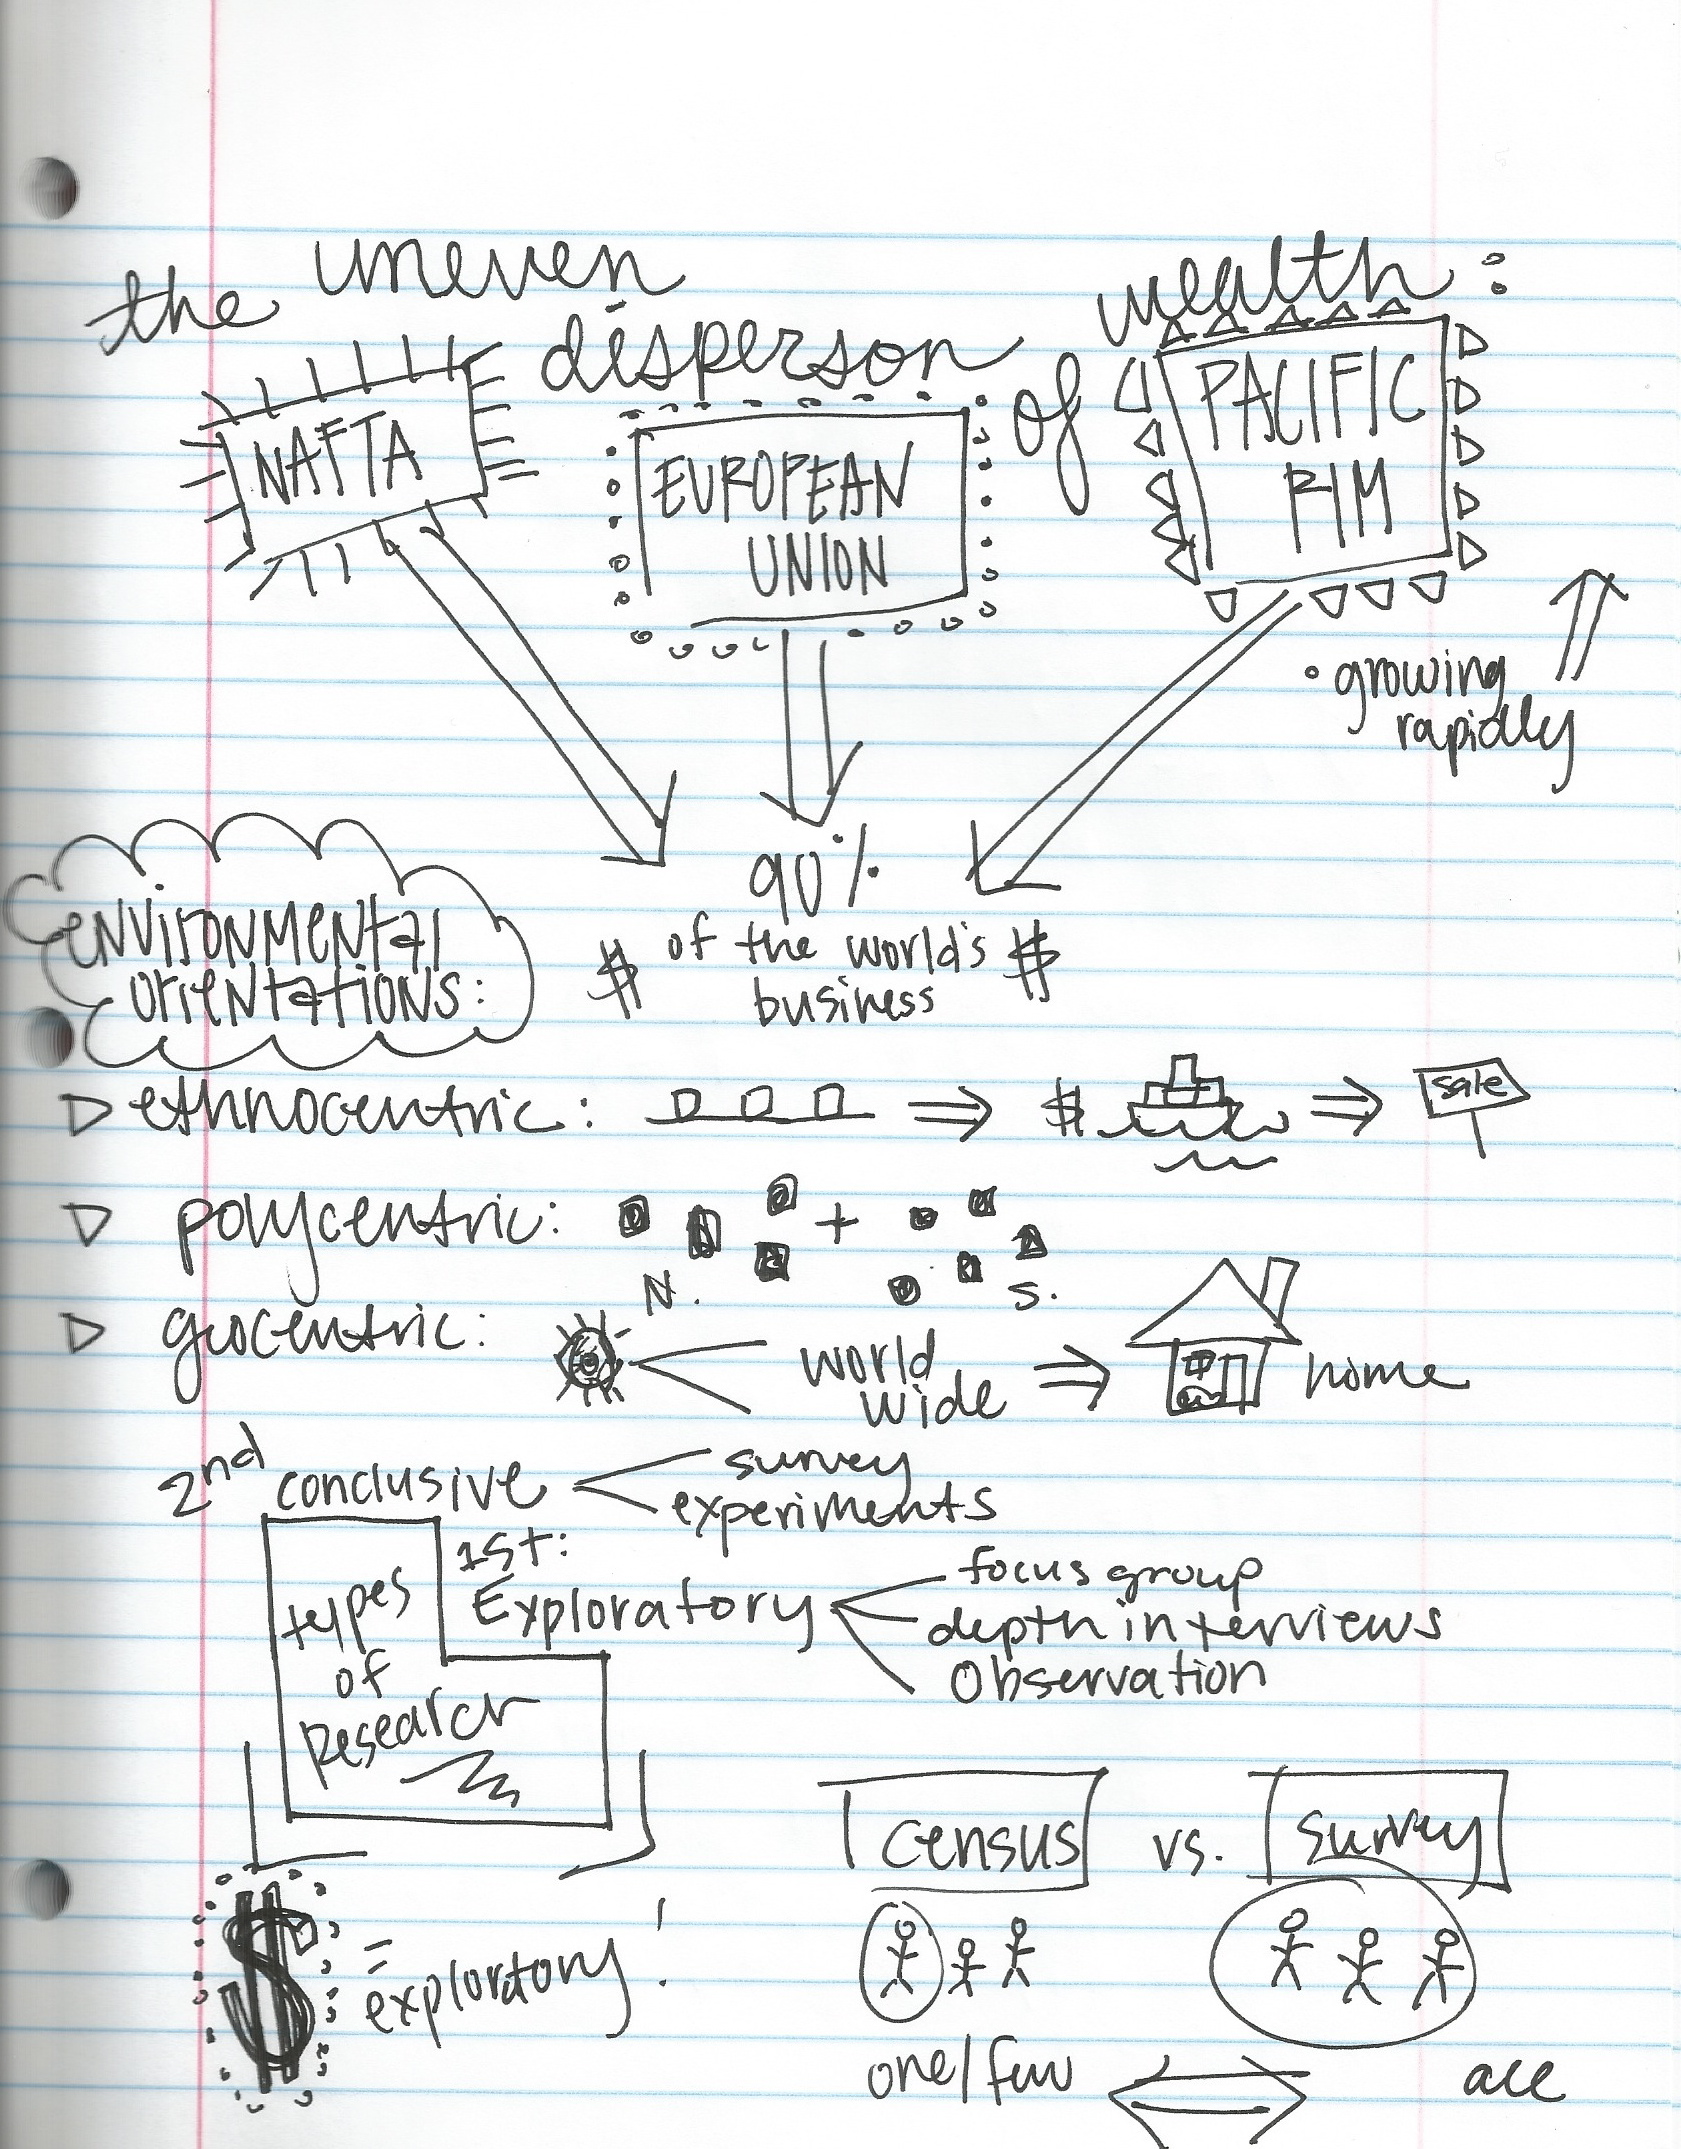 the uneven disperson of wealth:
NAFTA
EUROPEAN
UNION
PACIFIC
RIM
• growing
rapidly
90%
$ of the world's $
business
environmental
orientations:
ethnocentric: $ sale
polycentric: +
N. S.
geocentric: world
wide home
2nd conclusive survey
experiments
1st:
Exploratory focus group
depth interviews
Observation
types
of
Research
Census vs. Survey
$ = exploratory!
one/few all